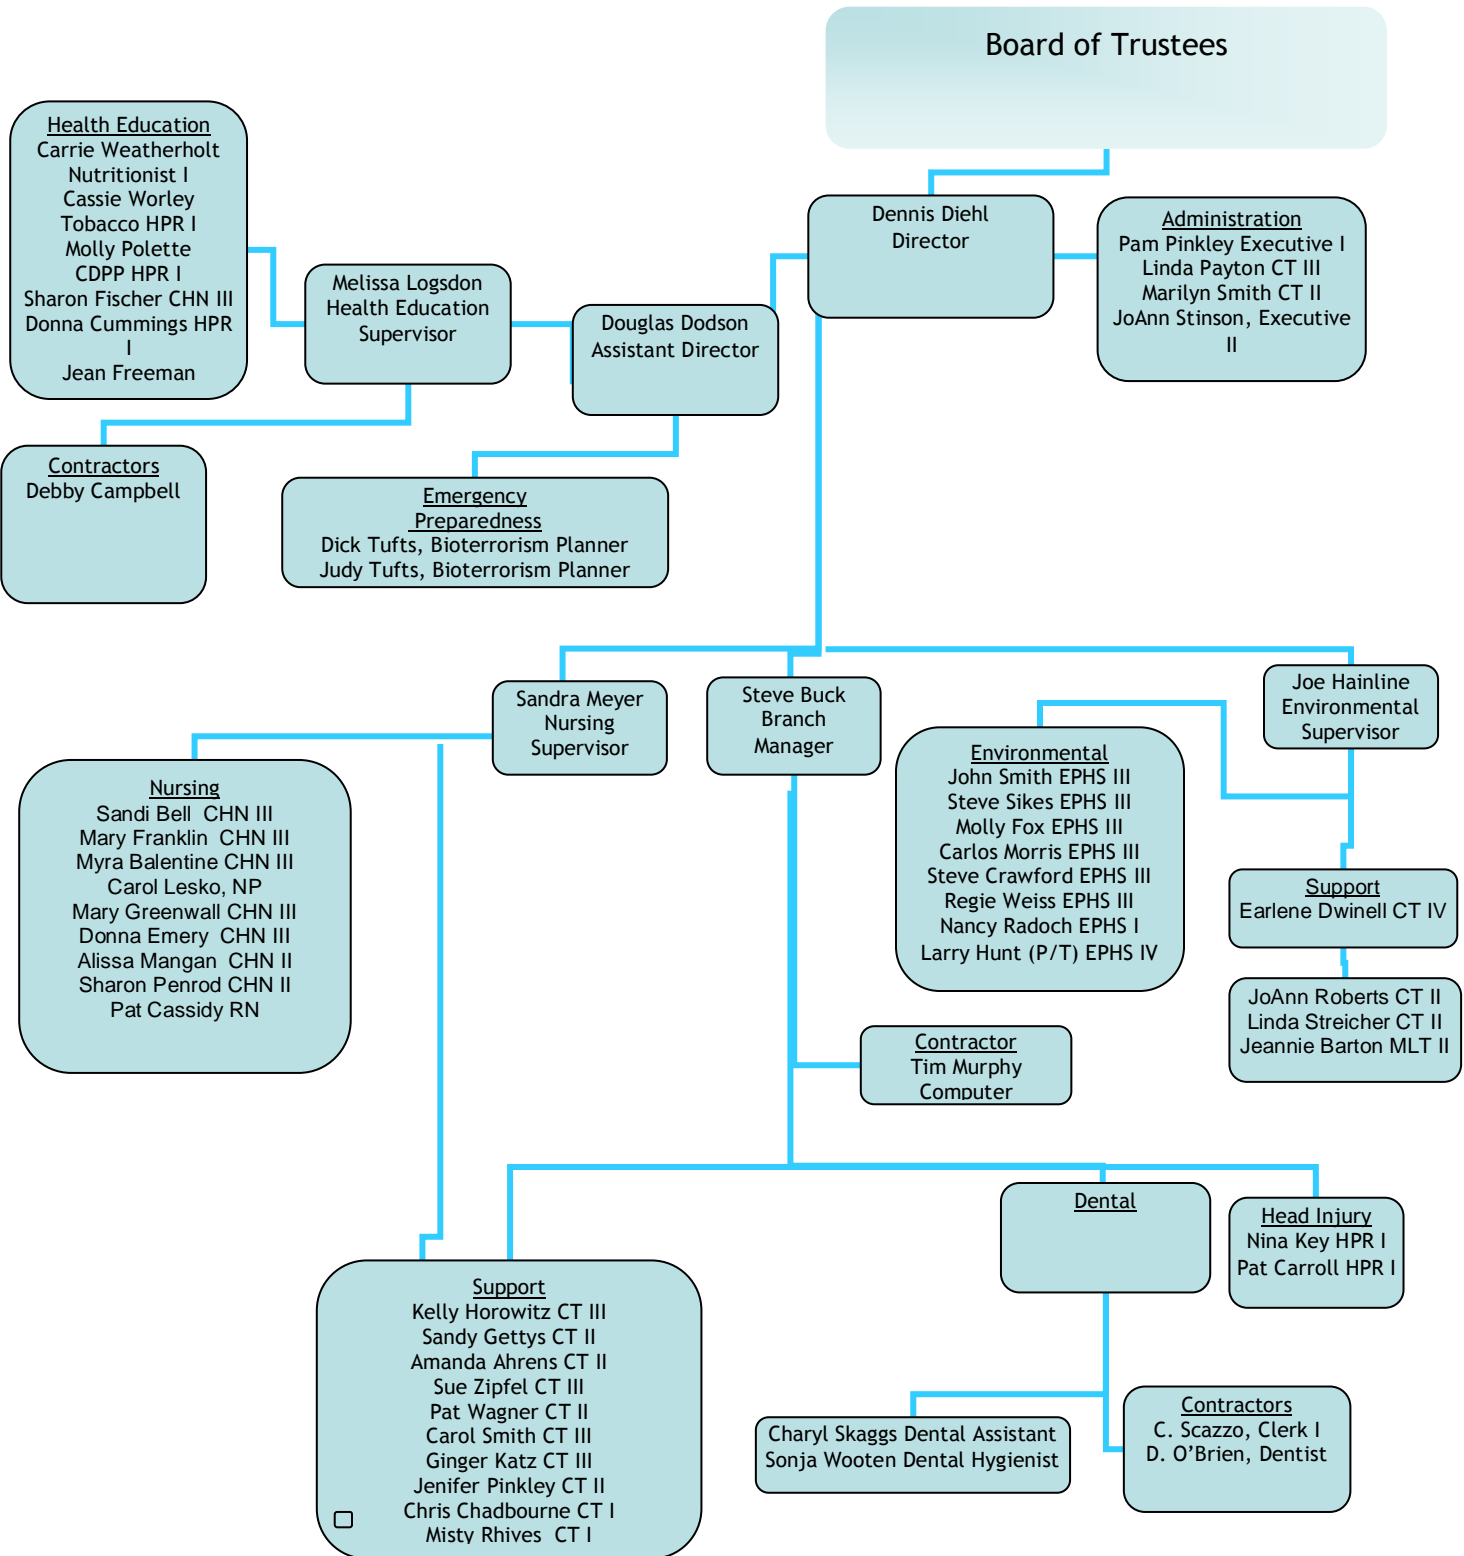 Board of Trustees
Health Education
Carrie Weatherholt
Nutritionist I
Cassie Worley
Tobacco HPR I
Molly Polette
CDPP HPR I
Sharon Fischer CHN III
Donna Cummings HPR
I
Jean Freeman
Dennis Diehl
Director
Administration
Pam Pinkley Executive I
Linda Payton CT III
Marilyn Smith CT II
JoAnn Stinson, Executive
II
Melissa Logsdon
Health Education
Supervisor
Douglas Dodson
Assistant Director
Contractors
Debby Campbell
Emergency
Preparedness
Dick Tufts, Bioterrorism Planner
Judy Tufts, Bioterrorism Planner
Sandra Meyer
Nursing
Supervisor
Steve Buck
Branch
Manager
Joe Hainline
Environmental
Supervisor
Nursing
Sandi Bell  CHN III
Mary Franklin  CHN III
Myra Balentine CHN III
Carol Lesko, NP
Mary Greenwall CHN III
Donna Emery  CHN III
Alissa Mangan  CHN II
Sharon Penrod CHN II
Pat Cassidy RN
Environmental
John Smith EPHS III
Steve Sikes EPHS III
Molly Fox EPHS III
Carlos Morris EPHS III
Steve Crawford EPHS III
Regie Weiss EPHS III
Nancy Radoch EPHS I
Larry Hunt (P/T) EPHS IV
Support
Earlene Dwinell CT IV
JoAnn Roberts CT II
Linda Streicher CT II
Jeannie Barton MLT II
Contractor
Tim Murphy
Computer
Dental
Head Injury
Nina Key HPR I
Pat Carroll HPR I
Support
Kelly Horowitz CT III
Sandy Gettys CT II
Amanda Ahrens CT II
Sue Zipfel CT III
Pat Wagner CT II
Carol Smith CT III
Ginger Katz CT III
Jenifer Pinkley CT II
Chris Chadbourne CT I
Misty Rhives  CT I
Charyl Skaggs Dental Assistant
Sonja Wooten Dental Hygienist
Contractors
C. Scazzo, Clerk I
D. O’Brien, Dentist